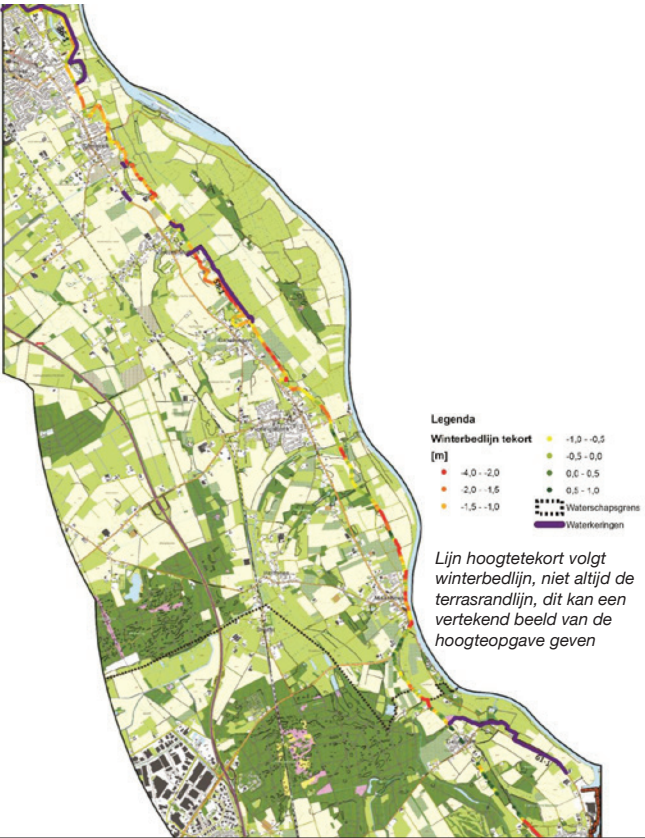 Legenda
Winterbedlijn tekort
[m]
-4,0 - -2,0
-2,0 - -1,5
-1,5 - -1,0
-1,0 - -0,5
-0,5 - 0,0
0,0 - 0,5
0,5 - 1,0
Waterschapsgrens
Waterkeringen
Lijn hoogtetekort volgt
winterbedlijn, niet altijd de
terrasrandlijn, dit kan een
vertekend beeld van de
hoogteopgave geven